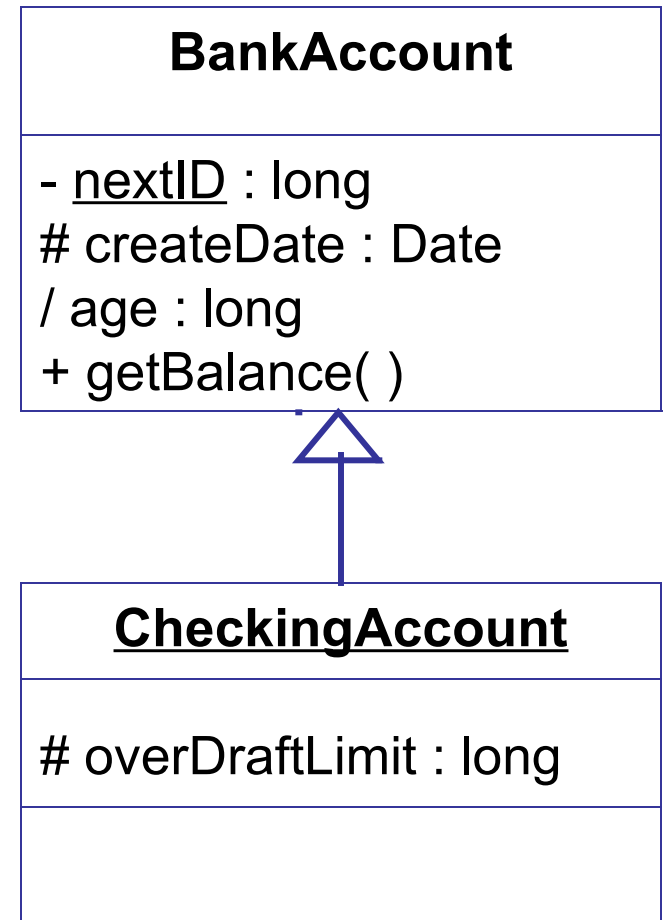 BankAccount
- nextID : long
# createDate : Date
/ age : long
+ getBalance( )
CheckingAccount
# overDraftLimit : long